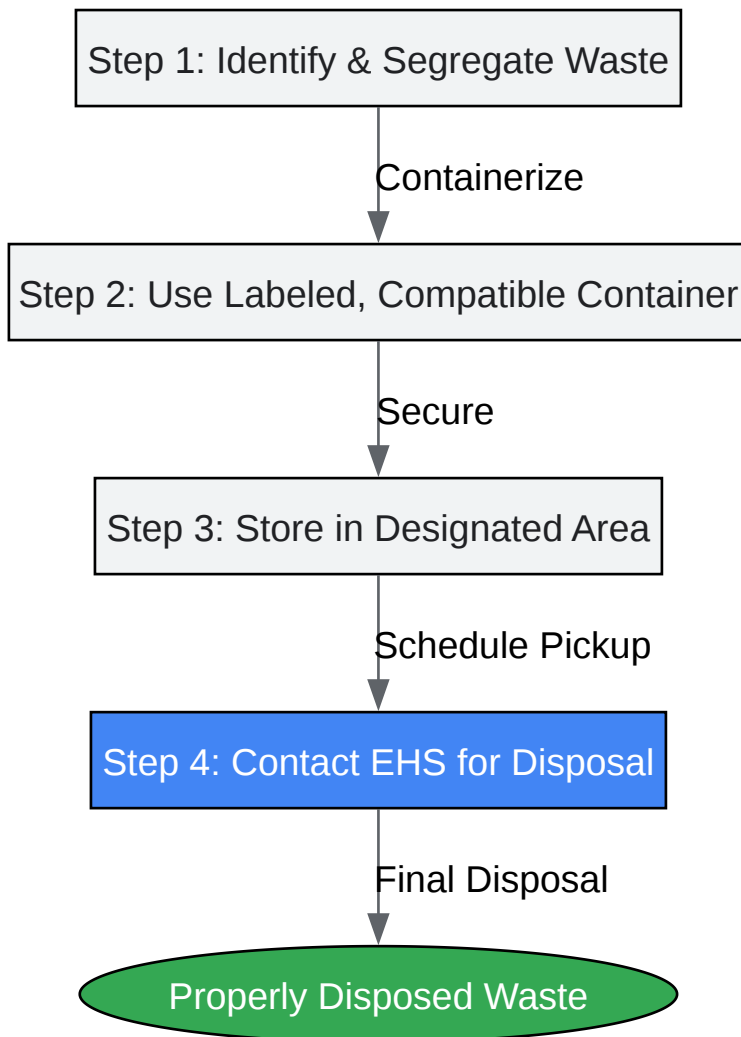 Step 1: Identify & Segregate Waste
Containerize
Step 2: Use Labeled, Compatible Container
Secure
Step 3: Store in Designated Area
Schedule Pickup
Step 4: Contact EHS for Disposal
Final Disposal
Properly Disposed Waste